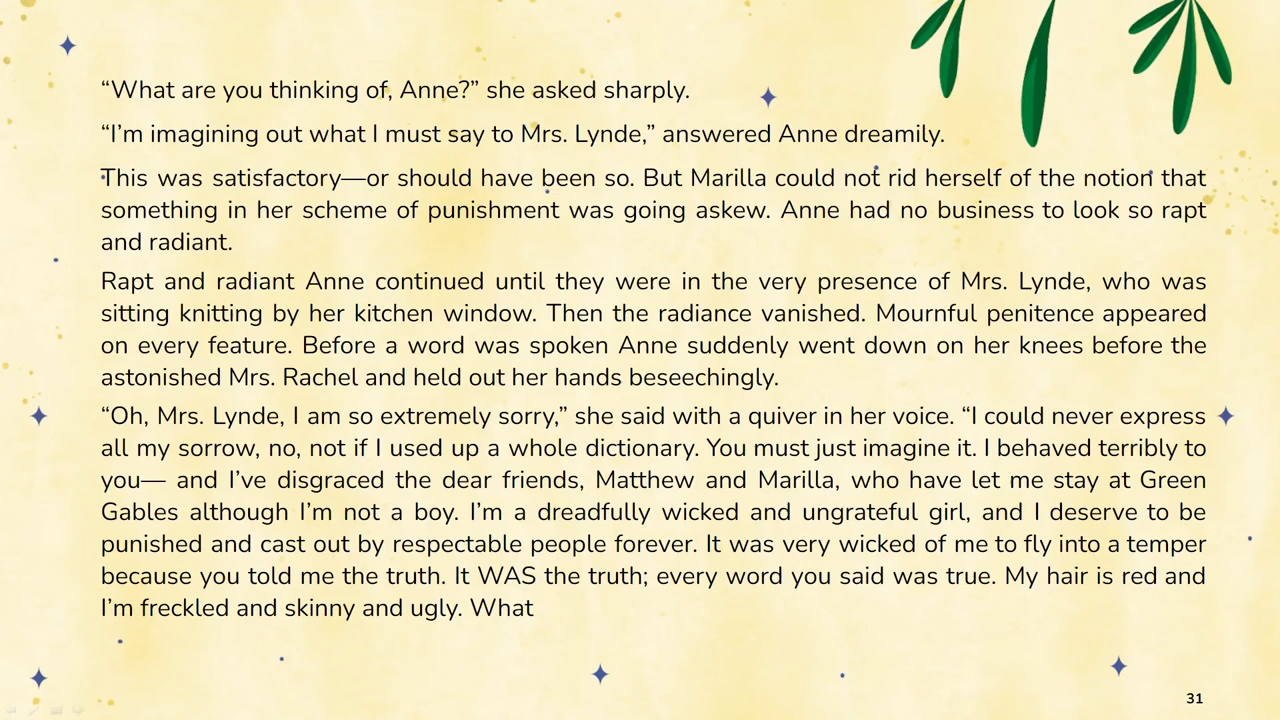 “What are you thinking of, Anne?” she asked sharply.
“I’m imagining out what I must say to Mrs. Lynde,” answered Anne dreamily.
This was satisfactory—or should have been so. But Marilla could not rid herself of the notion that
something in her scheme of punishment was going askew. Anne had no business to look so rapt
and radiant.
Rapt and radiant Anne continued until they were in the very presence of Mrs. Lynde, who was
sitting knitting by her kitchen window. Then the radiance vanished. Mournful penitence appeared
on every feature. Before a word was spoken Anne suddenly went down on her knees before the
astonished Mrs. Rachel and held out her hands beseechingly.
“Oh, Mrs. Lynde, I am so extremely sorry,” she said with a quiver in her voice. “I could never express
all my sorrow, no, not if I used up a whole dictionary. You must just imagine it. I behaved terribly to
you— and I’ve disgraced the dear friends, Matthew and Marilla, who have let me stay at Green
Gables although I’m not a boy. I’m a dreadfully wicked and ungrateful girl, and I deserve to be
punished and cast out by respectable people forever. It was very wicked of me to fly into a temper
because you told me the truth. It WAS the truth; every word you said was true. My hair is red and
I’m freckled and skinny and ugly. What
31